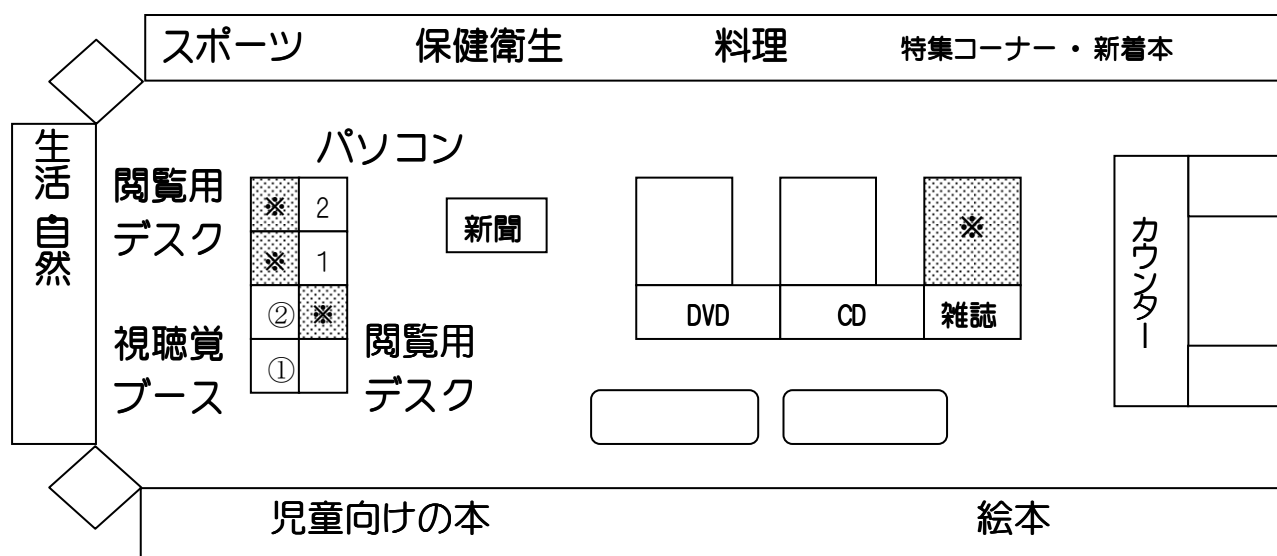 スポーツ 保健衛生 料理 特集コーナー・新着本
生活 自然
パソコン
閲覧用
デスク
※ 2
※ 1
② ※
①
視聴覚
ブース
閲覧用
デスク
新聞
※
DVD CD 雑誌
カウンター
児童向けの本 絵本